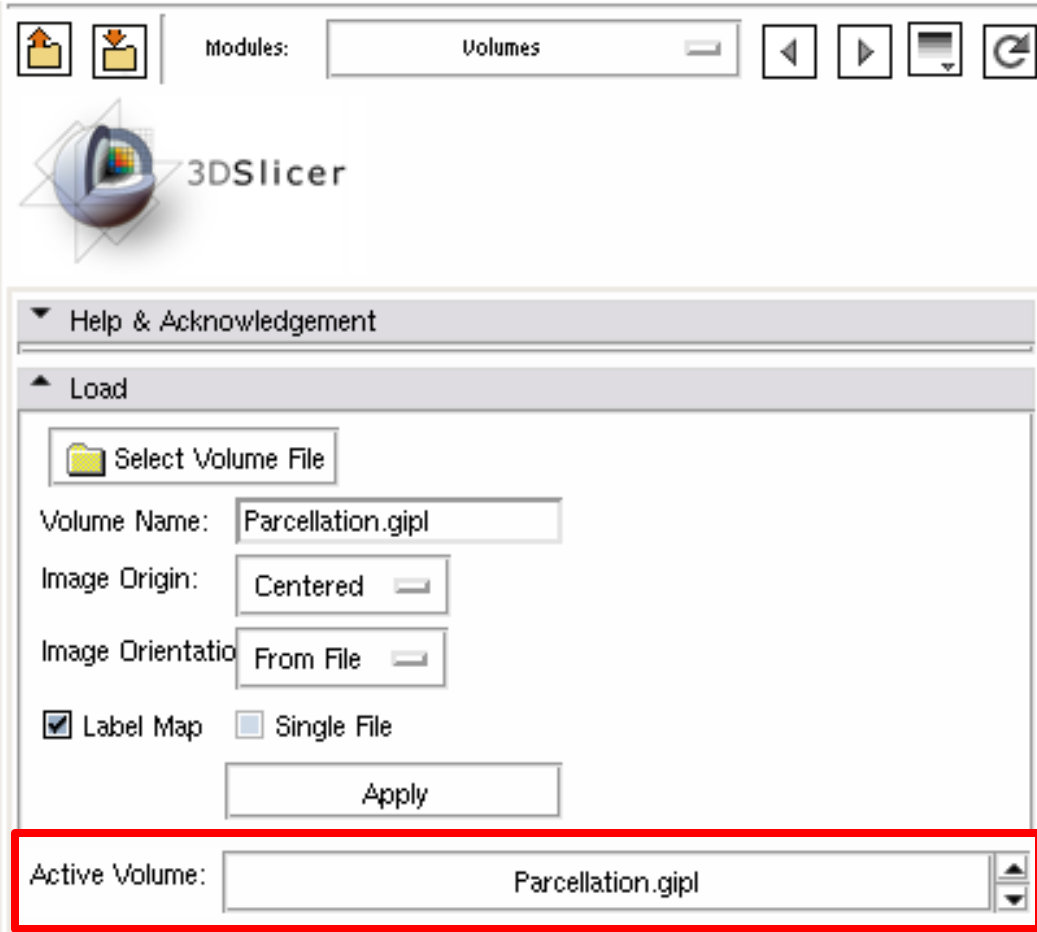 Modules: Volumes
3DSlicer
Help & Acknowledgement
Load
Select Volume File
Volume Name: Parcellation.gipl
Image Origin: Centered
Image Orientatio From File
Label Map Single File
Apply
Active Volume: Parcellation.gipl